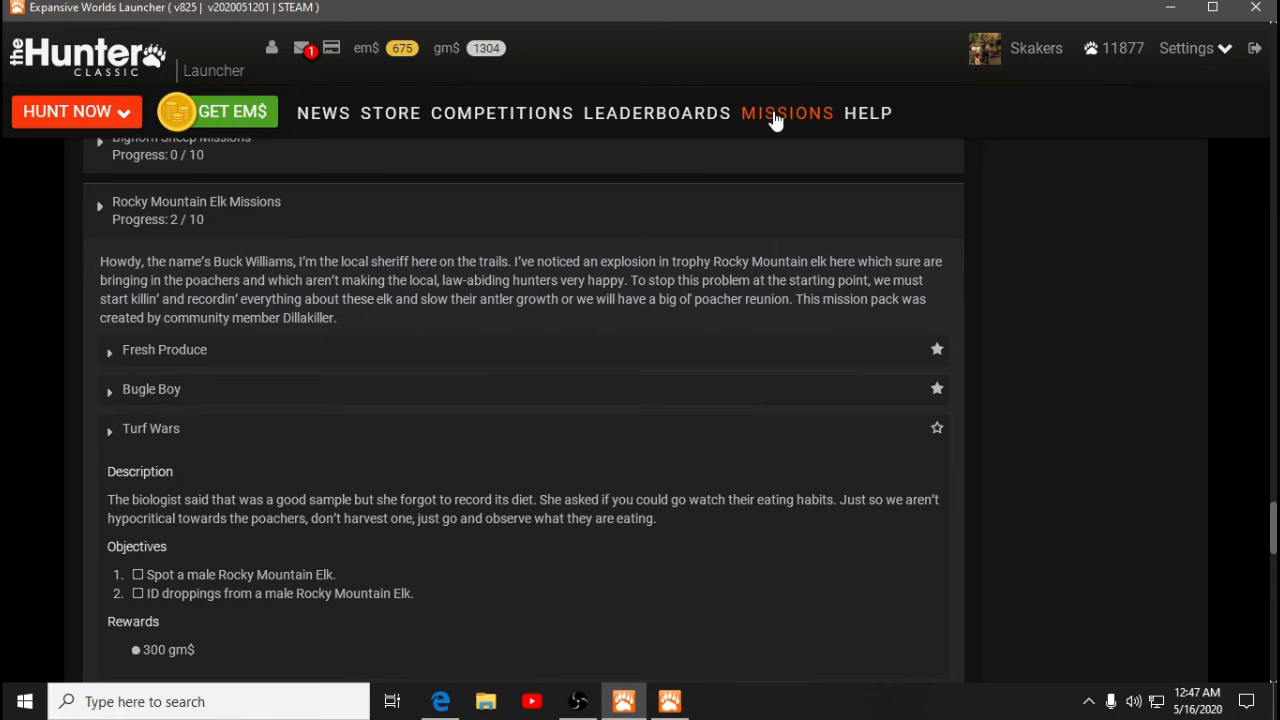 Expansive Worlds Launcher ( v825 | v2020051201 | STEAM )
theHunter CLASSIC Launcher 1 em$ 675 gm$ 1304 Skakers 11877 Settings
HUNT NOW GET EM$ NEWS STORE COMPETITIONS LEADERBOARDS MISSIONS HELP
Bighorn Sheep Missions
Progress: 0 / 10
Rocky Mountain Elk Missions
Progress: 2 / 10
Howdy, the name's Buck Williams, I'm the local sheriff here on the trails. I've noticed an explosion in trophy Rocky Mountain elk here which sure are
bringing in the poachers and which aren't making the local, law-abiding hunters very happy. To stop this problem at the starting point, we must
start killin' and recordin' everything about these elk and slow their antler growth or we will have a big ol' poacher reunion. This mission pack was
created by community member Dillakiller.
Fresh Produce
Bugle Boy
Turf Wars
Description
The biologist said that was a good sample but she forgot to record its diet. She asked if you could go watch their eating habits. Just so we aren't
hypocritical towards the poachers, don't harvest one, just go and observe what they are eating.
Objectives
1. Spot a male Rocky Mountain Elk.
2. ID droppings from a male Rocky Mountain Elk.
Rewards
300 gm$
Type here to search
12:47 AM
5/16/2020